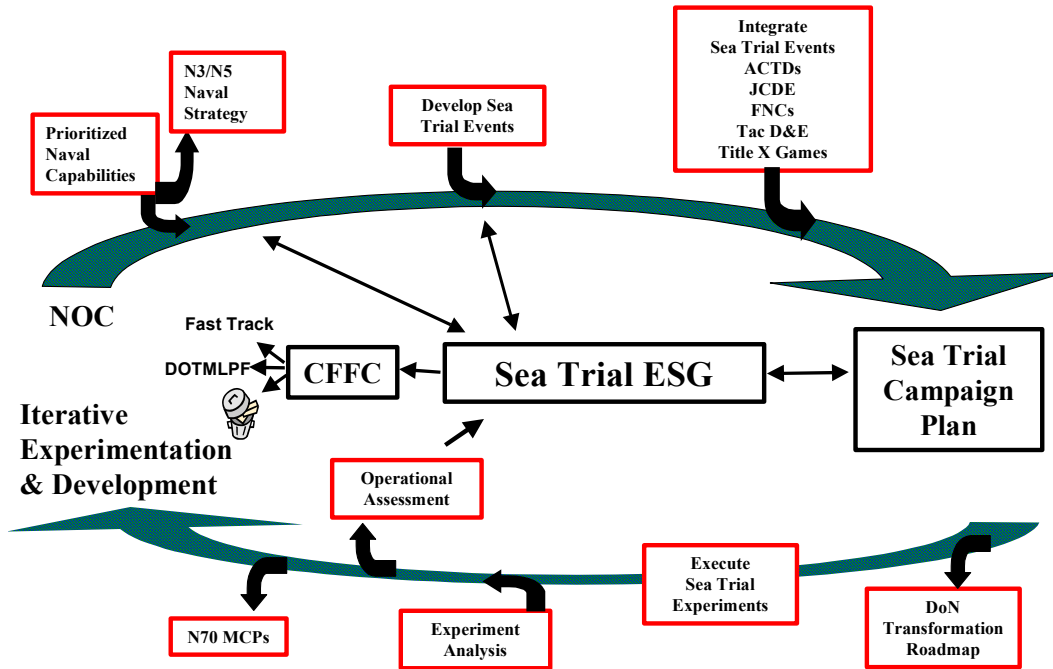 Integrate
Sea Trial Events
ACTDs
JCDE
FNCs
Tac D&E
Title X Games
N3/N5
Naval
Strategy
Develop Sea
Trial Events
Prioritized
Naval
Capabilities
NOC
Fast Track
DOTMLPF
CFFC
Sea Trial ESG
Sea Trial
Campaign
Plan
Iterative
Experimentation
& Development
Operational
Assessment
Execute
Sea Trial
Experiments
N70 MCPs
Experiment
Analysis
DoN
Transformation
Roadmap